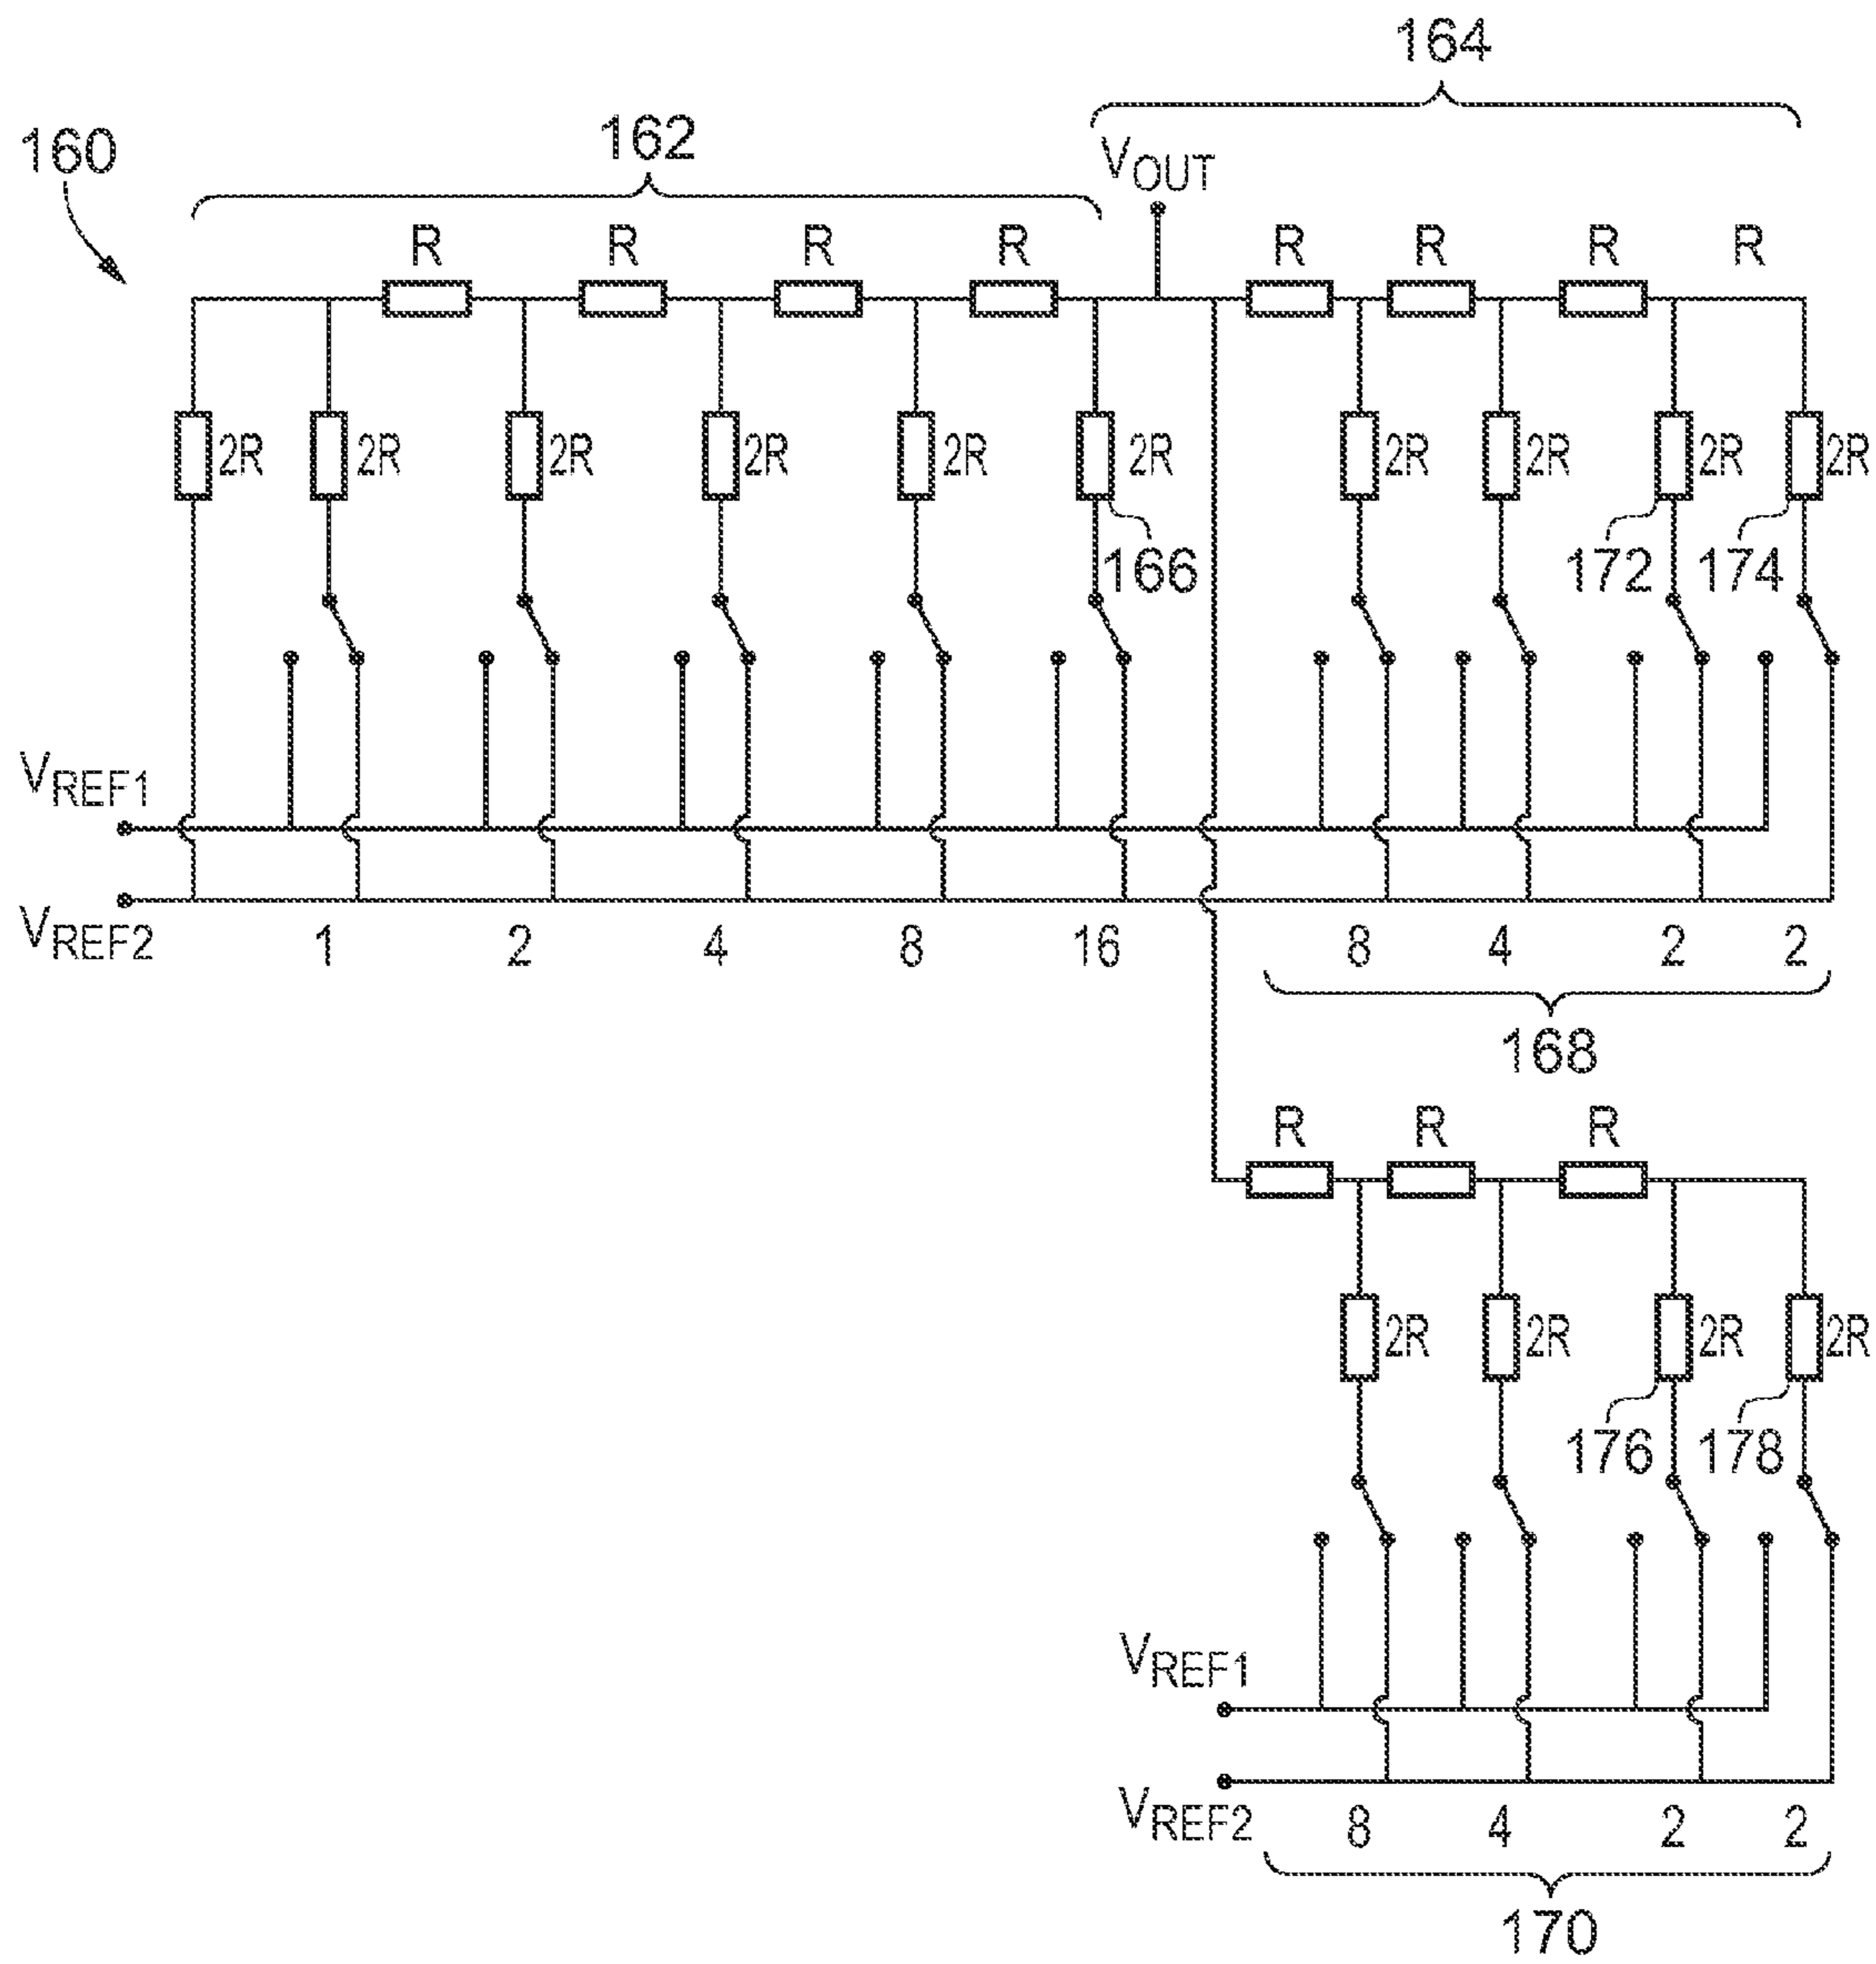 164
162
160
VOUT
R R R R R R R R
2R 2R 2R 2R 2R 2R 2R 2R 2R 2R
166 172 174
VREF1
VREF2
1 2 4 8 16 8 4 2 2
168
R R R
2R 2R 2R 2R
176 178
VREF1
VREF2
8 4 2 2
170